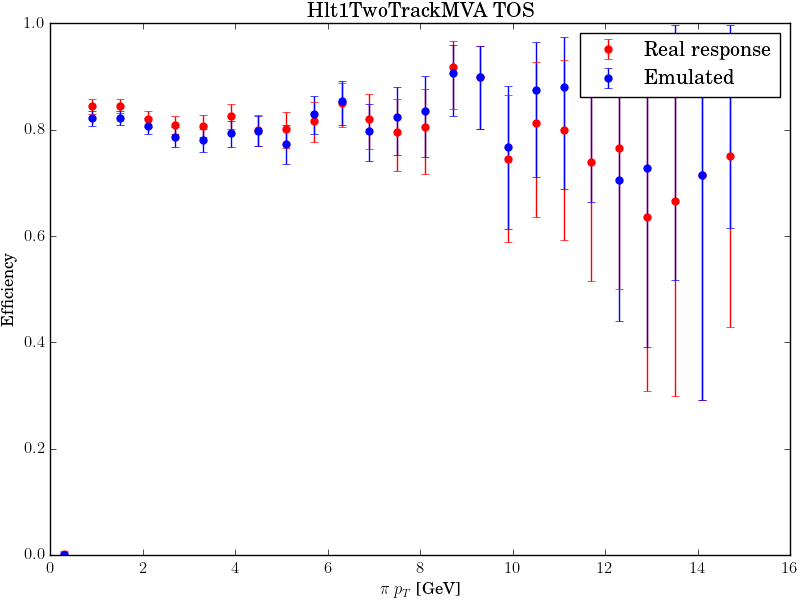 Hlt1TwoTrackMVA TOS
Real response
Emulated
Efficiency
1.0
0.8
0.6
0.4
0.2
0.0
0 2 4 6 8 10 12 14 16
π p_T [GeV]